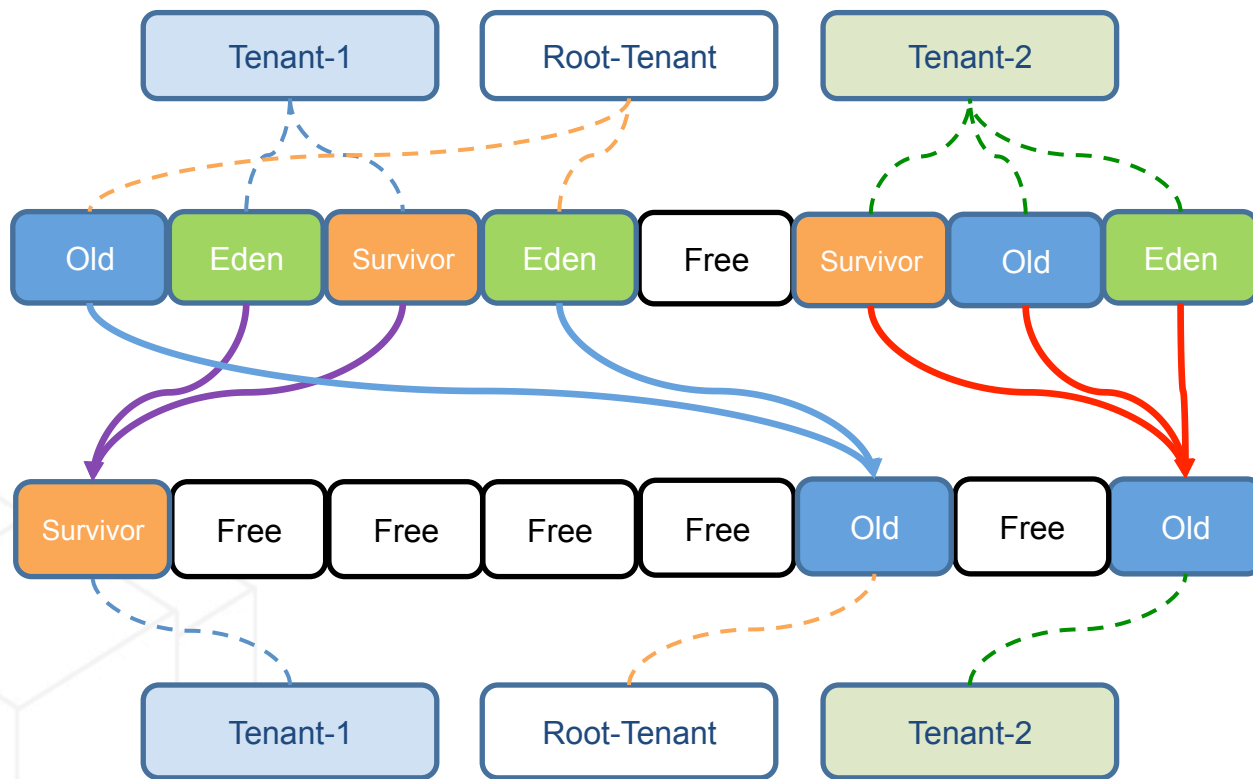 Tenant-1
Root-Tenant
Tenant-2
Old
Eden
Survivor
Eden
Free
Survivor
Old
Eden
Survivor
Free
Free
Free
Free
Old
Free
Old
Tenant-1
Root-Tenant
Tenant-2